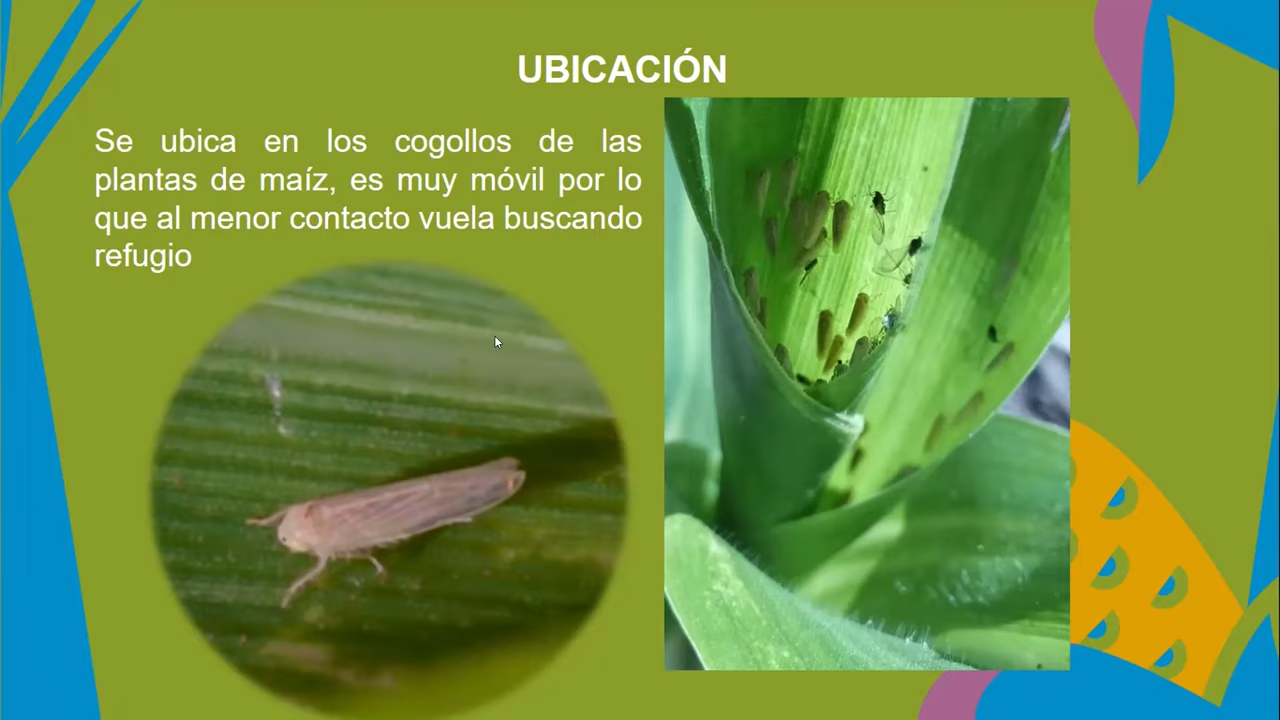 UBICACIÓN
Se ubica en los cogollos de las
plantas de maíz, es muy móvil por lo
que al menor contacto vuela buscando
refugio